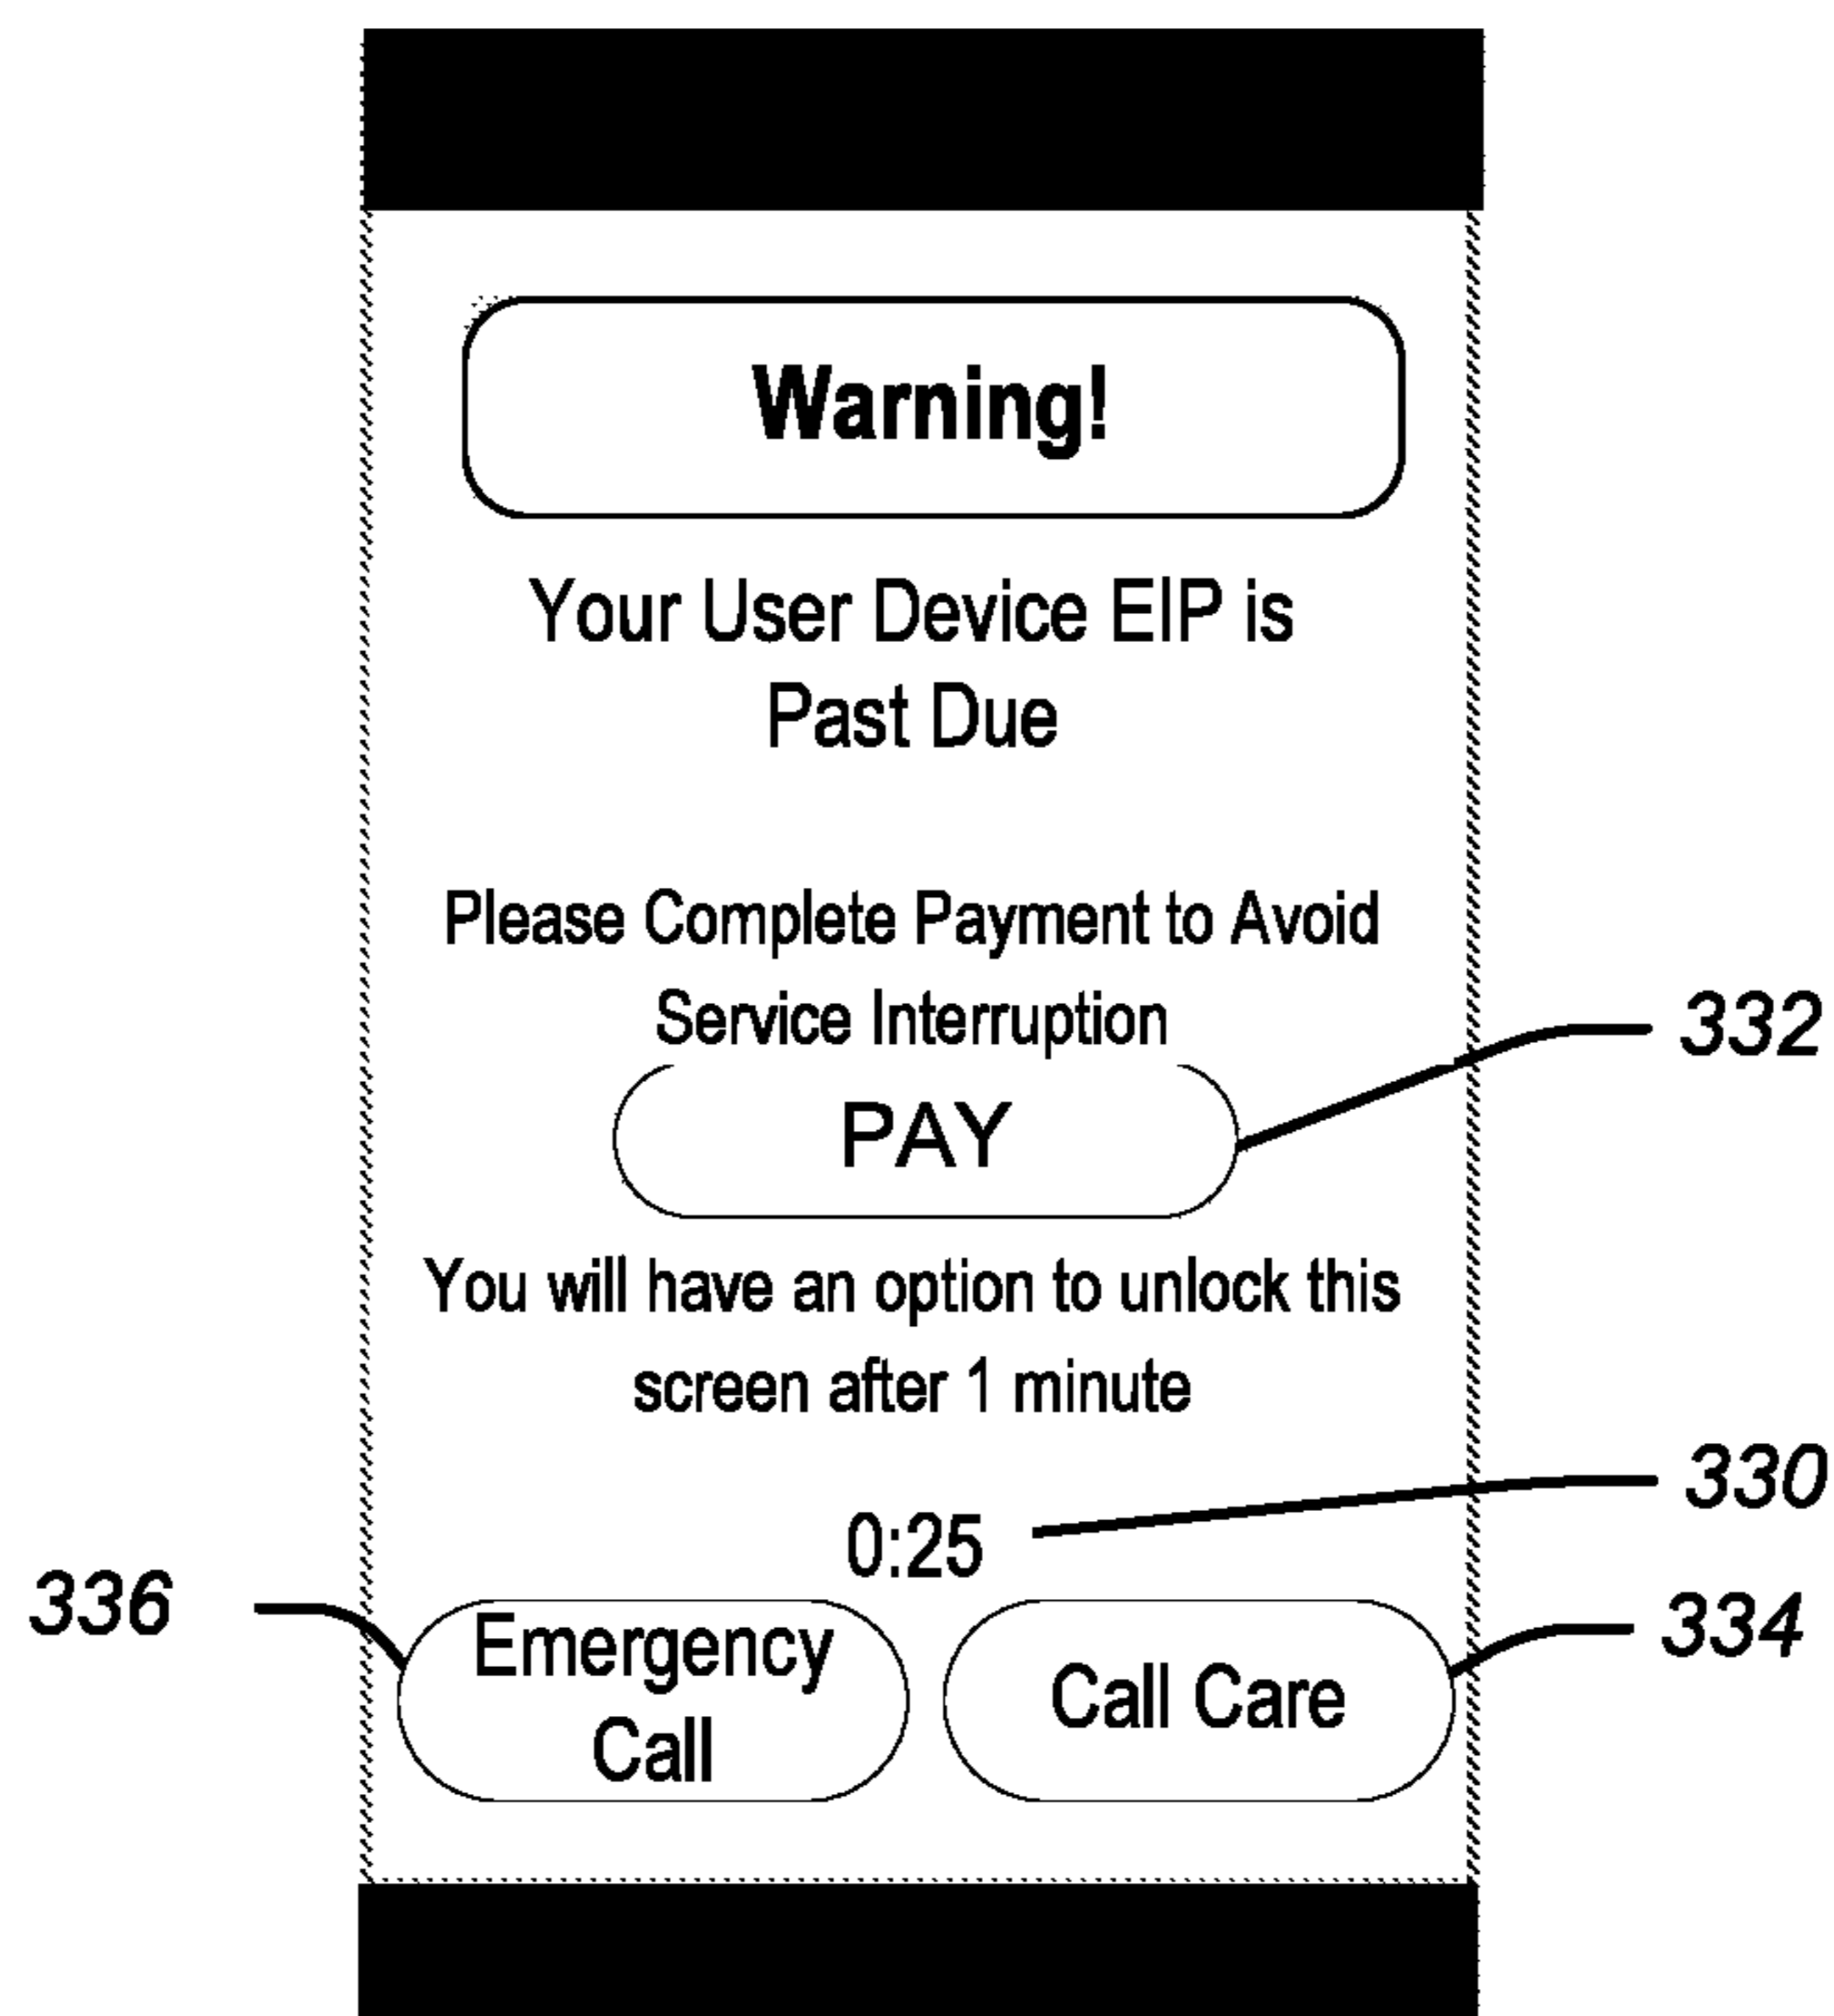 Warning!
Your User Device EIP is
Past Due
Please Complete Payment to Avoid
Service Interruption
332
PAY
You will have an option to unlock this
screen after 1 minute
330
0:25
336
Emergency
Call
Call Care
334